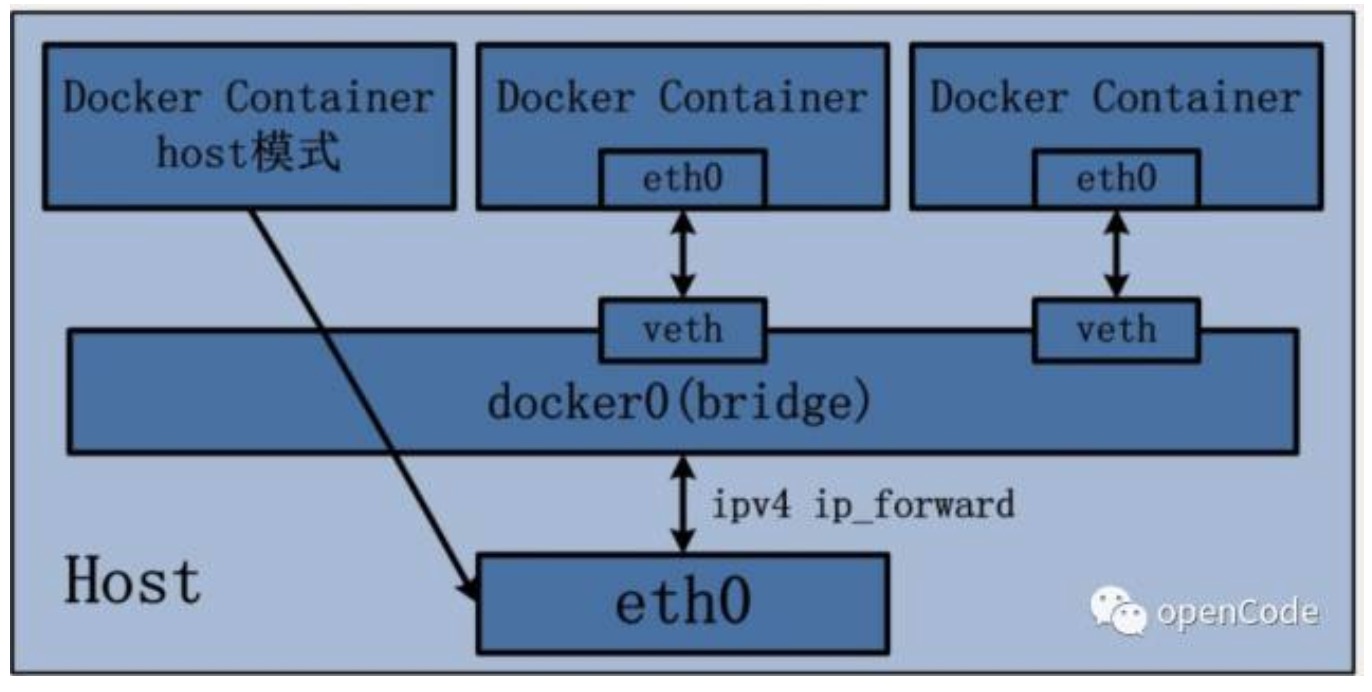 Docker Container
host模式
Docker Container
eth0
Docker Container
eth0
veth
veth
docker0(bridge)
ipv4 ip_forward
Host
eth0
openCode